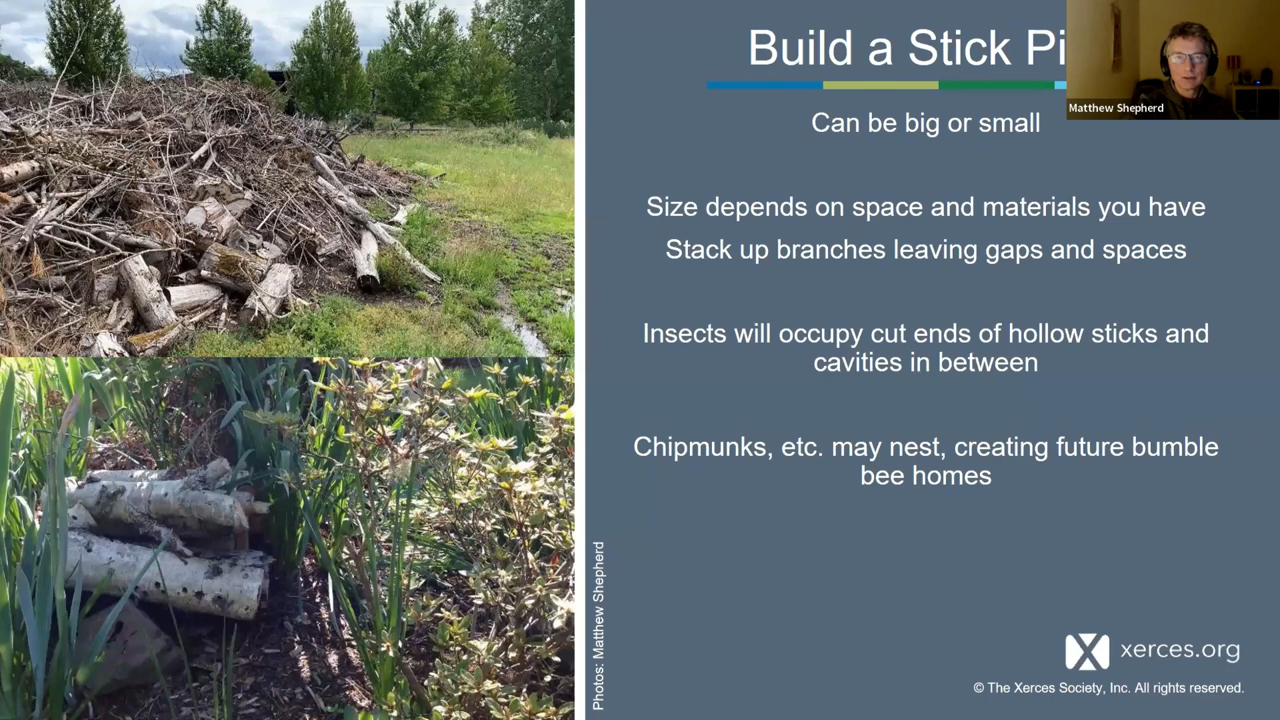 Build a Stick Pi
Matthew Shepherd
Can be big or small
Size depends on space and materials you have
Stack up branches leaving gaps and spaces
Insects will occupy cut ends of hollow sticks and
cavities in between
Chipmunks, etc. may nest, creating future bumble
bee homes
Photos: Matthew Shepherd
xerces.org
© The Xerces Society, Inc. All rights reserved.